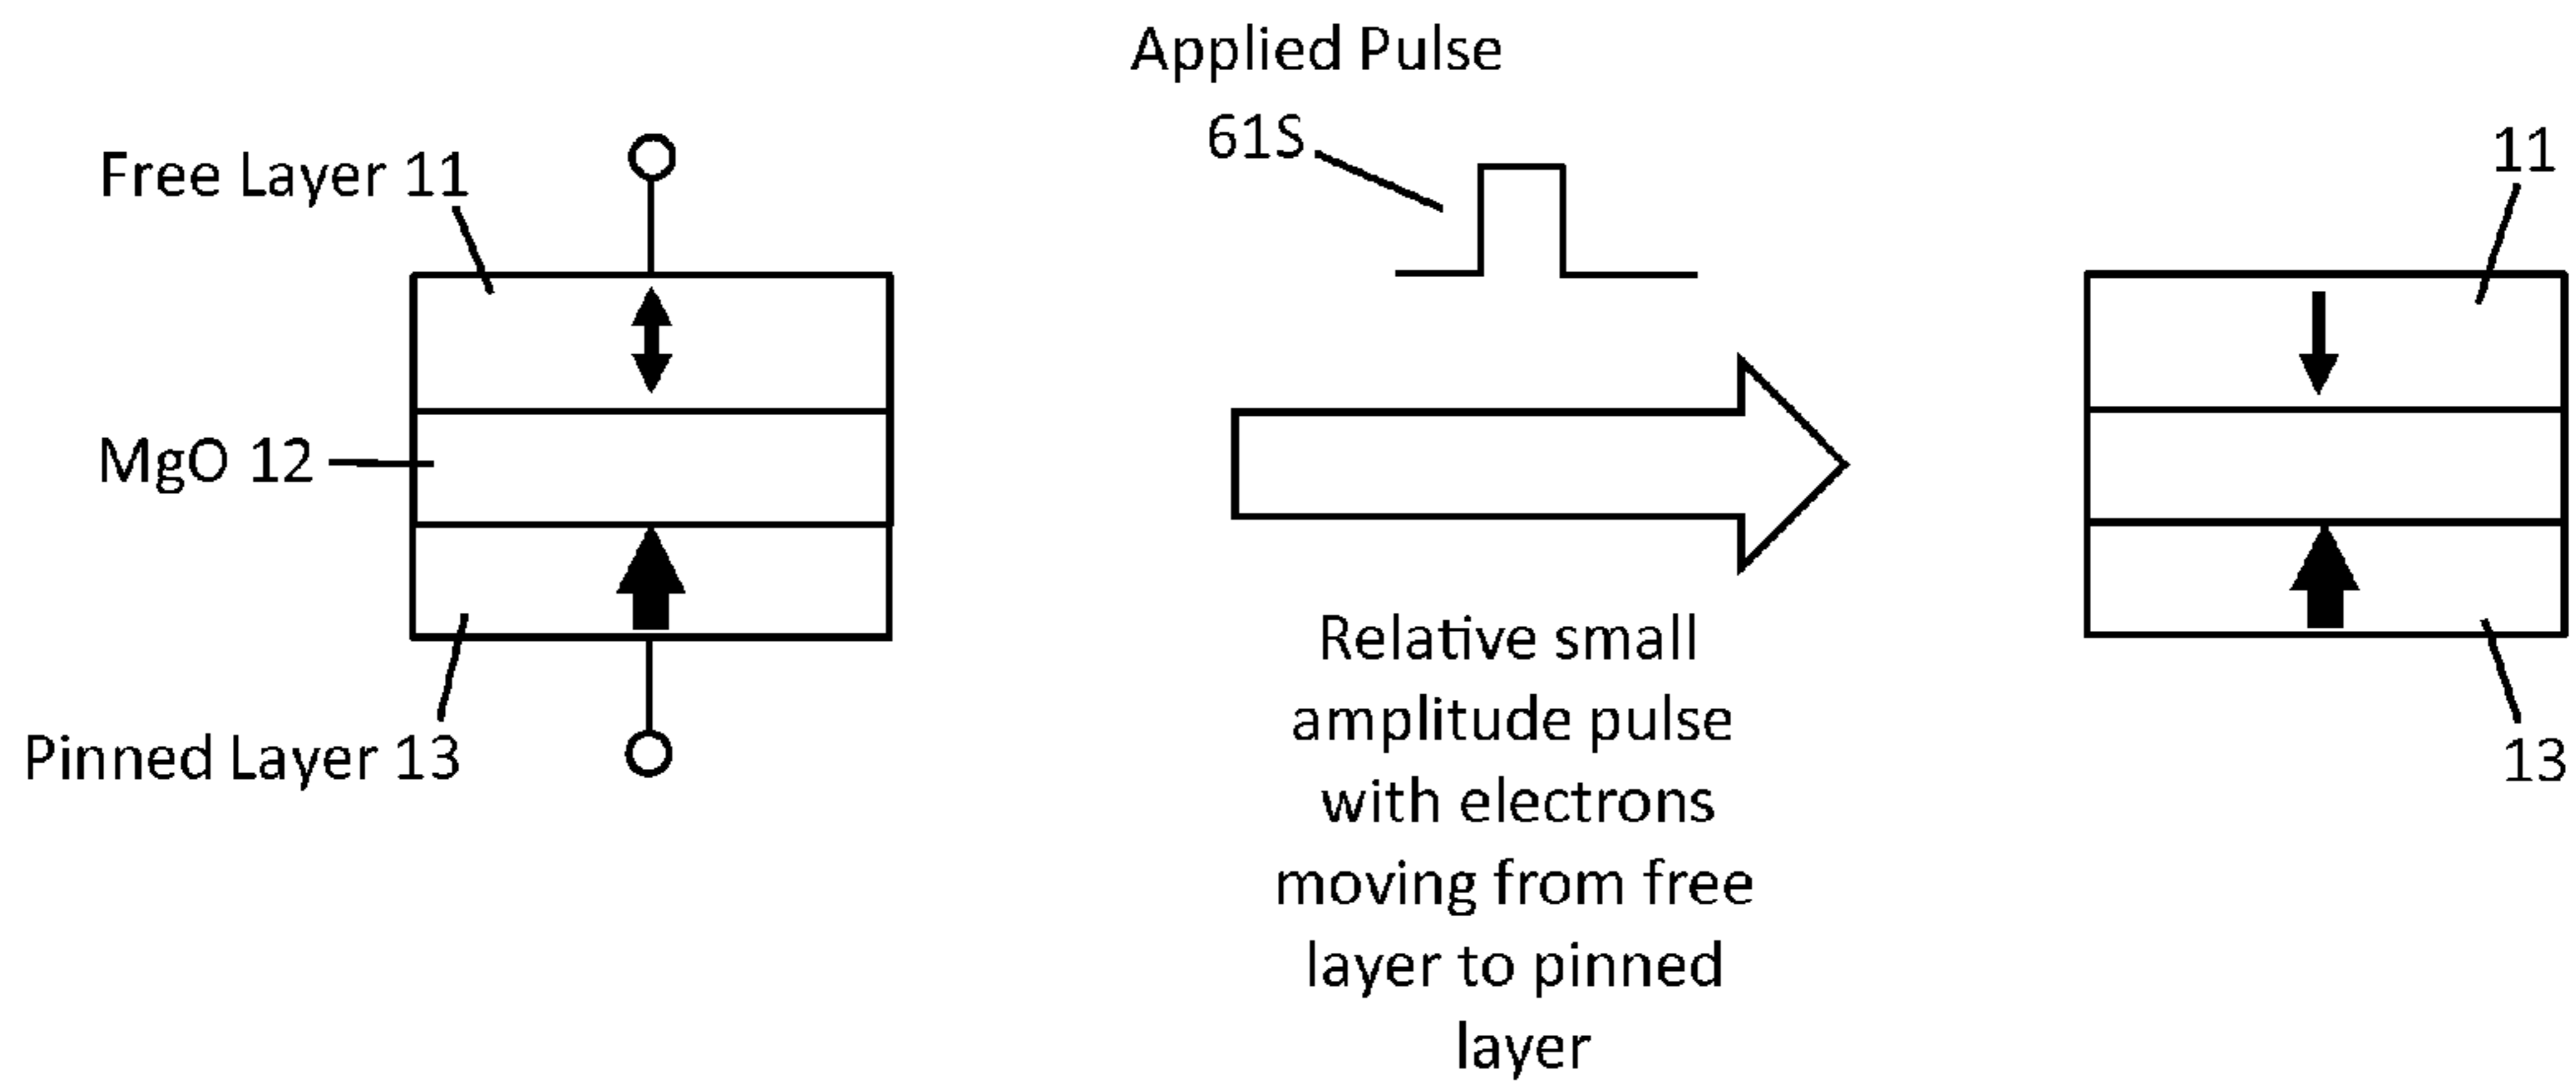 Applied Pulse
61S
Free Layer 11
MgO 12
Pinned Layer 13
Relative small
amplitude pulse
with electrons
moving from free
layer to pinned
layer
11
13